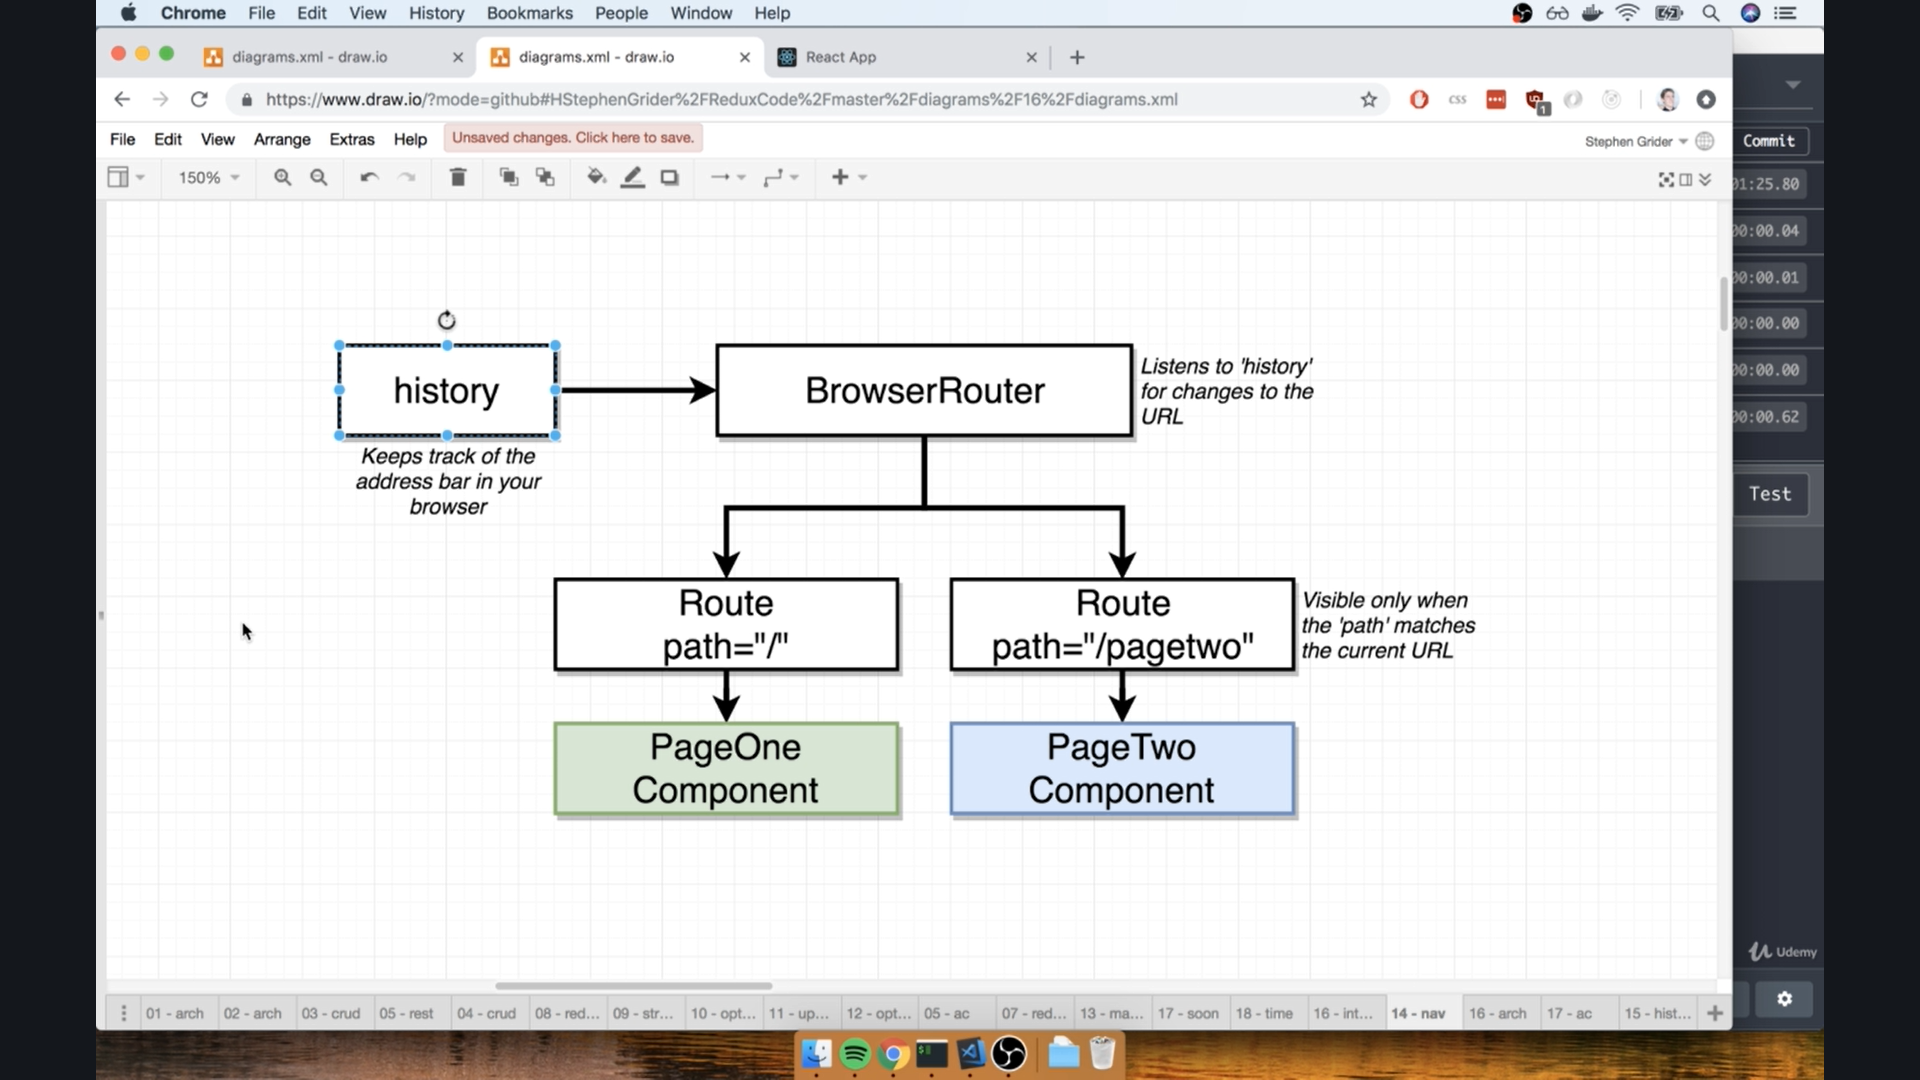 Chrome File Edit View History Bookmarks People Window Help
diagrams.xml - draw.io
diagrams.xml - draw.io
React App
https://www.draw.io/?mode=github#HStephenGrider%2FReduxCode%2Fmaster%2Fdiagrams%2F16%2Fdiagrams.xml
CSS
1
File Edit View Arrange Extras Help
Unsaved changes. Click here to save.
Stephen Grider
Commit
150%
01:25.80
00:00.04
00:00.01
00:00.00
00:00.00
00:00.62
Test
history
Keeps track of the
address bar in your
browser
BrowserRouter
Listens to 'history'
for changes to the
URL
Route
path="/"
Route
path="/pagetwo"
Visible only when
the 'path' matches
the current URL
PageOne
Component
PageTwo
Component
Udemy
01 - arch
02 - arch
03 - crud
05 - rest
04 - crud
08 - red...
09 - str...
10 - opt...
11 - up...
12 - opt...
05 - ac
07 - red...
13 - ma...
17 - soon
18 - time
16 - int...
14 - nav
16 - arch
17 - ac
15 - hist...